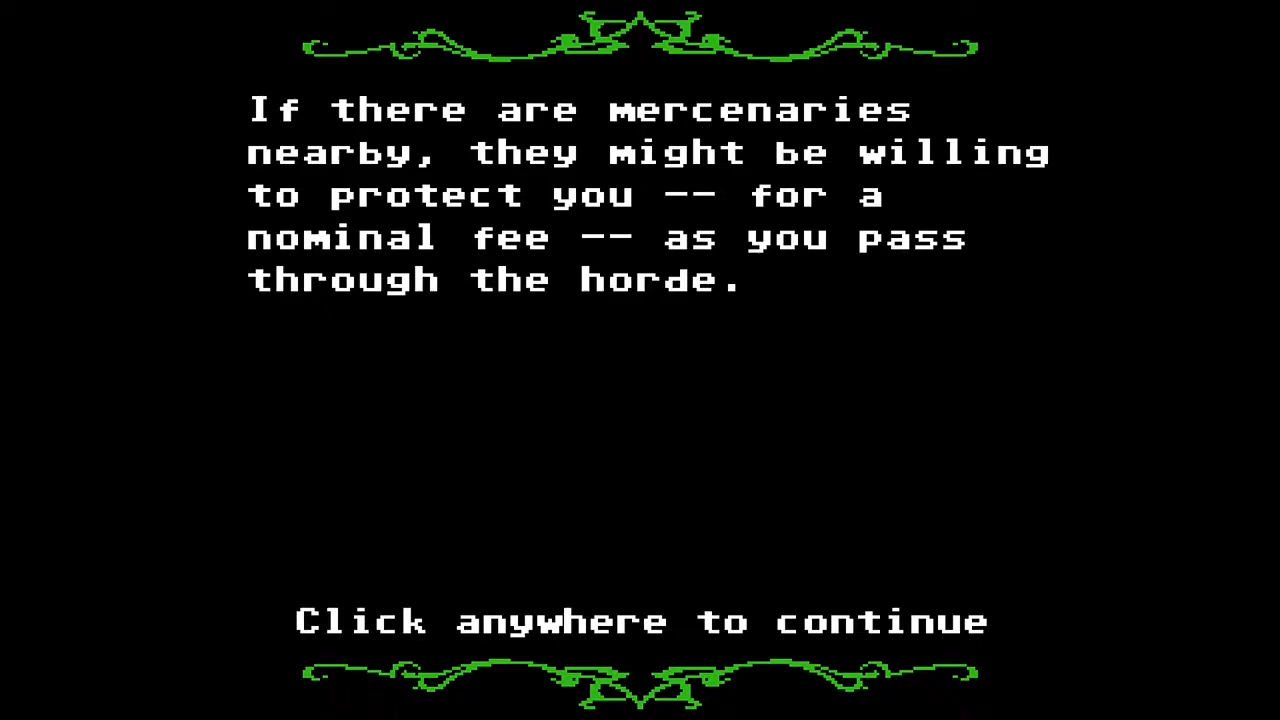 If there are mercenaries
nearby, they might be willing
to protect you -- for a
nominal fee -- as you pass
through the horde.
Click anywhere to continue